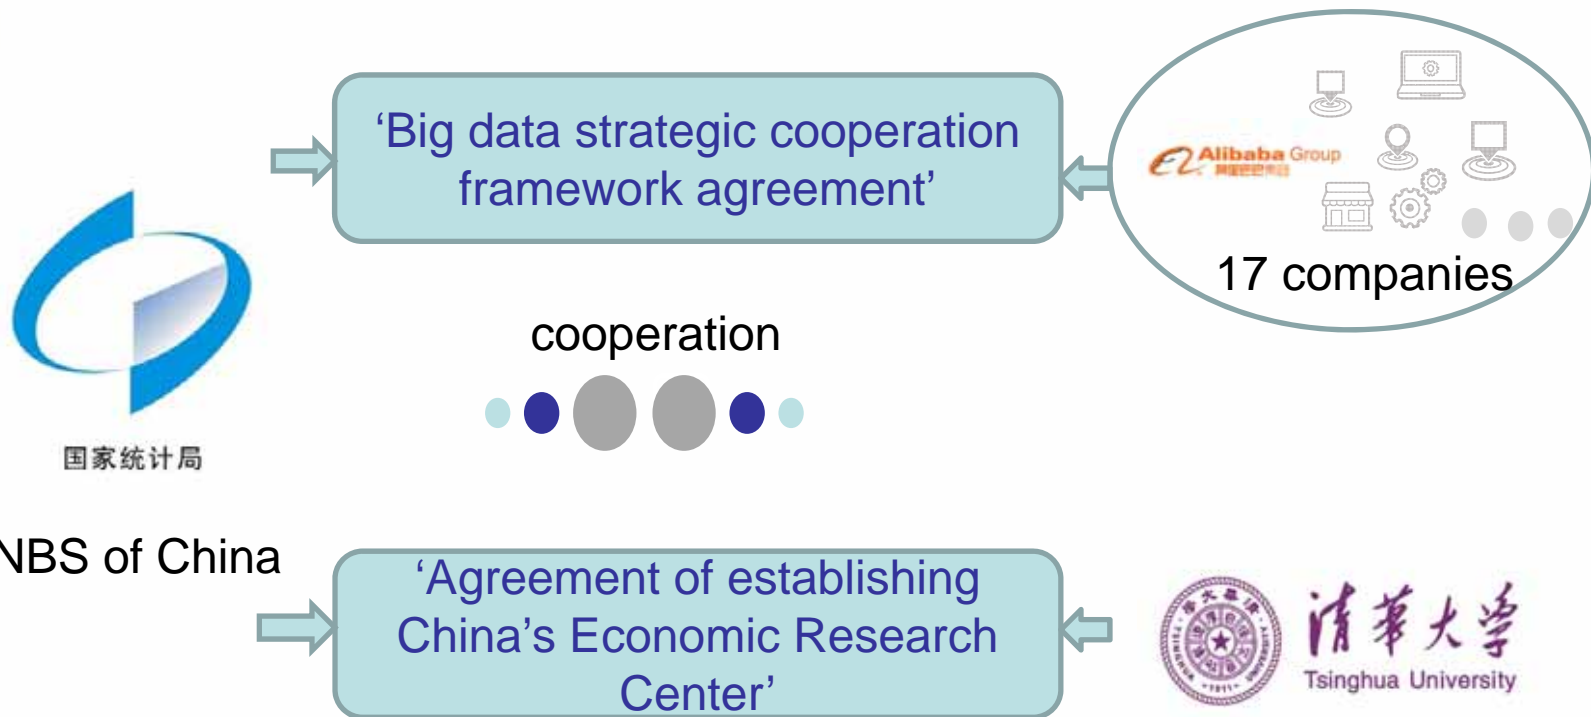 ‘Big data strategic cooperation
framework agreement’
Alibaba Group
17 companies
cooperation
国家统计局
NBS of China
‘Agreement of establishing
China’s Economic Research
Center’
清華大学
Tsinghua University